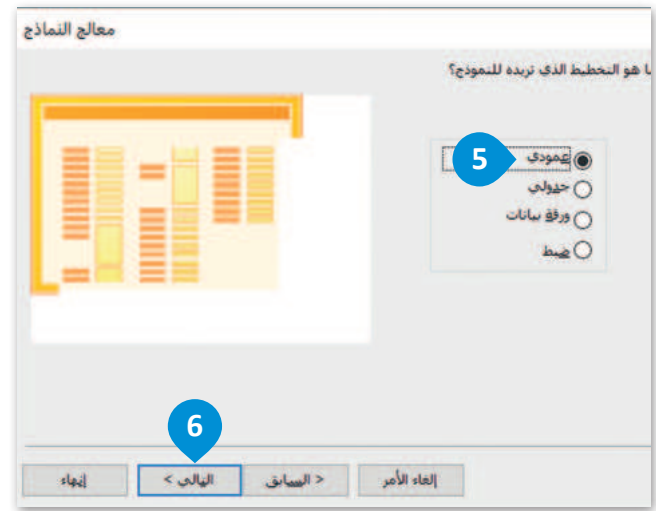 معالج النماذج
ا هو التخطيط الذي تريده للنموذج؟
5
عمودي
جدولي
ورقة بيانات
ضبط
6
إلغاء الأمر
< السابق
التالي >
إنهاء